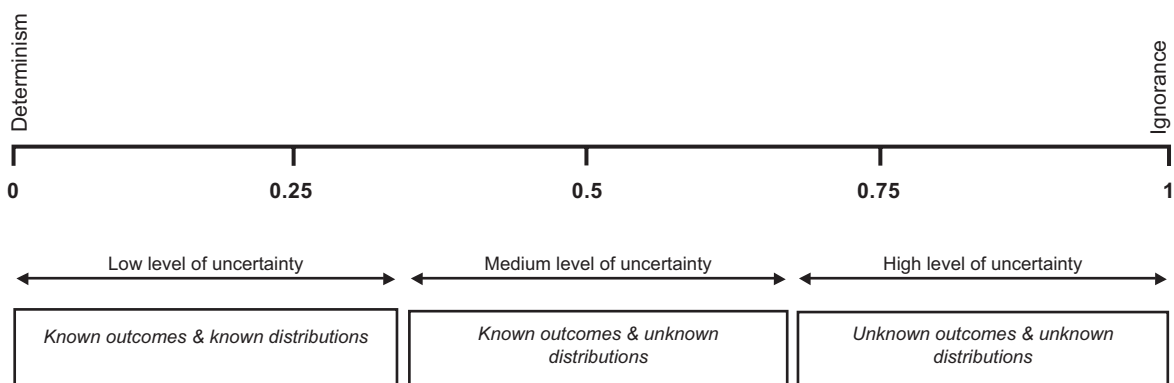 Determinism
Ignorance
0 0.25 0.5 0.75 1
Low level of uncertainty Medium level of uncertainty High level of uncertainty
Known outcomes & known distributions
Known outcomes & unknown
distributions
Unknown outcomes & unknown
distributions